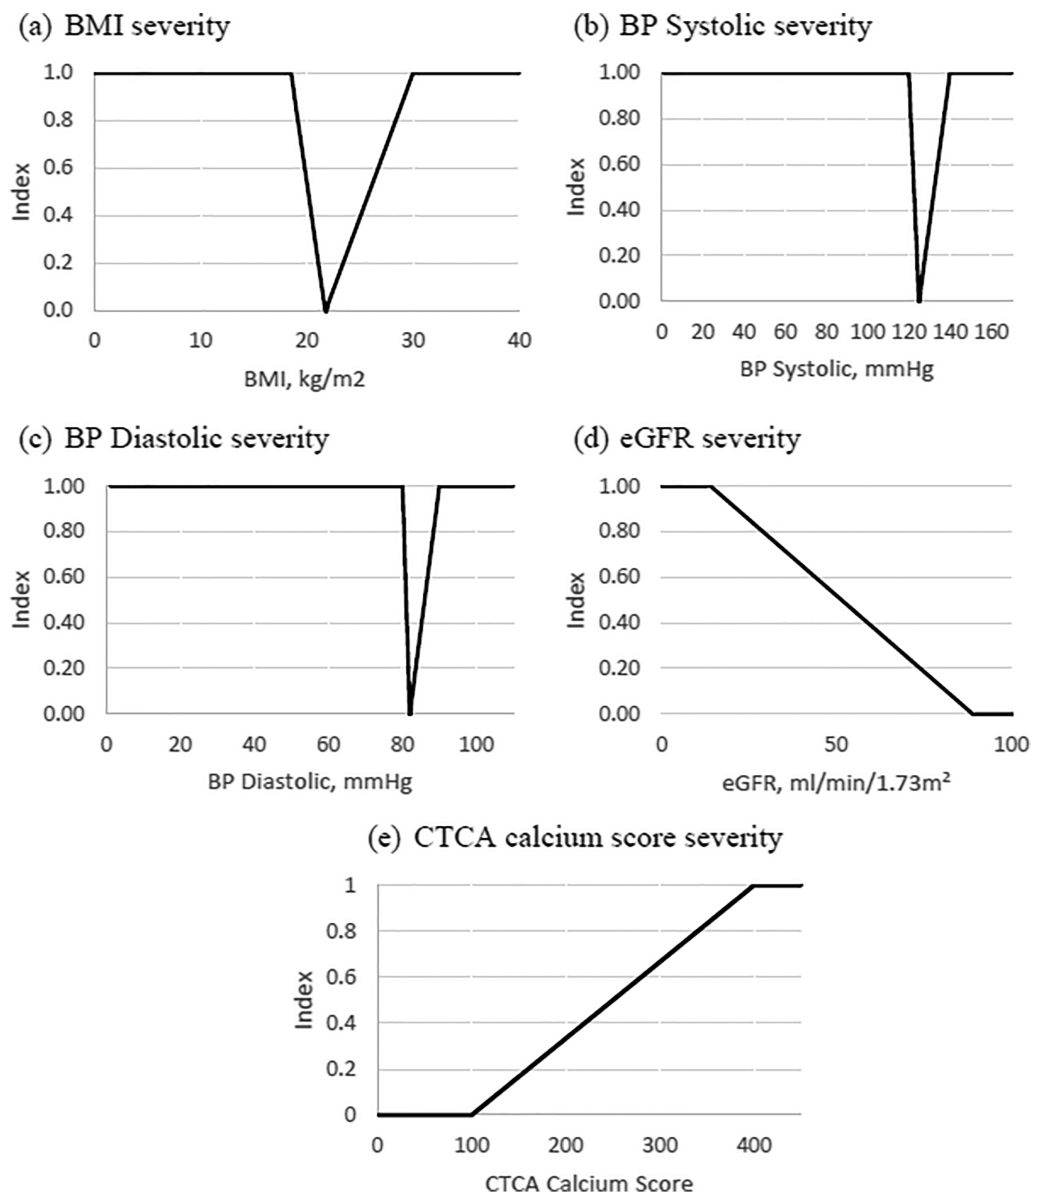 (a) BMI severity
1.0
0.8
0.6
0.4
0.2
0.0
Index
0 10 20 30 40
BMI, kg/m2
(b) BP Systolic severity
1.00
0.80
0.60
0.40
0.20
0.00
Index
0 20 40 60 80 100 120 140 160
BP Systolic, mmHg
(c) BP Diastolic severity
1.00
0.80
0.60
0.40
0.20
0.00
Index
0 20 40 60 80 100
BP Diastolic, mmHg
(d) eGFR severity
1.00
0.80
0.60
0.40
0.20
0.00
Index
0 50 100
eGFR, ml/min/1.73m²
(e) CTCA calcium score severity
1
0.8
0.6
0.4
0.2
0
Index
0 100 200 300 400
CTCA Calcium Score